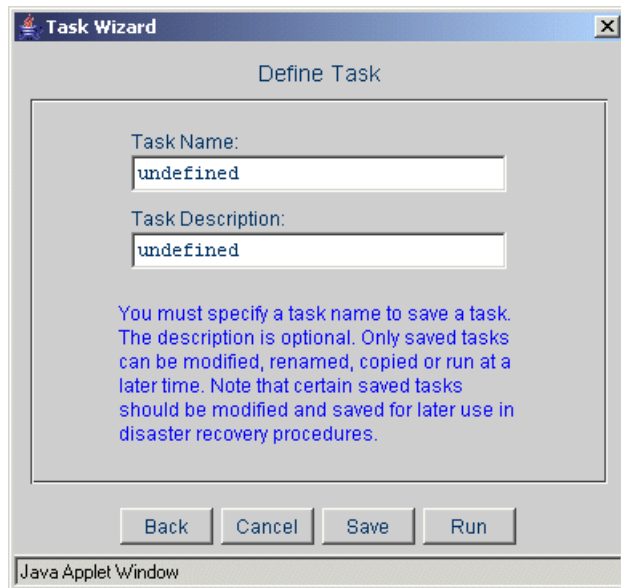 Task Wizard
Define Task
Task Name:
undefined
Task Description:
undefined
You must specify a task name to save a task.
The description is optional. Only saved tasks
can be modified, renamed, copied or run at a
later time. Note that certain saved tasks
should be modified and saved for later use in
disaster recovery procedures.
Back Cancel Save Run
Java Applet Window